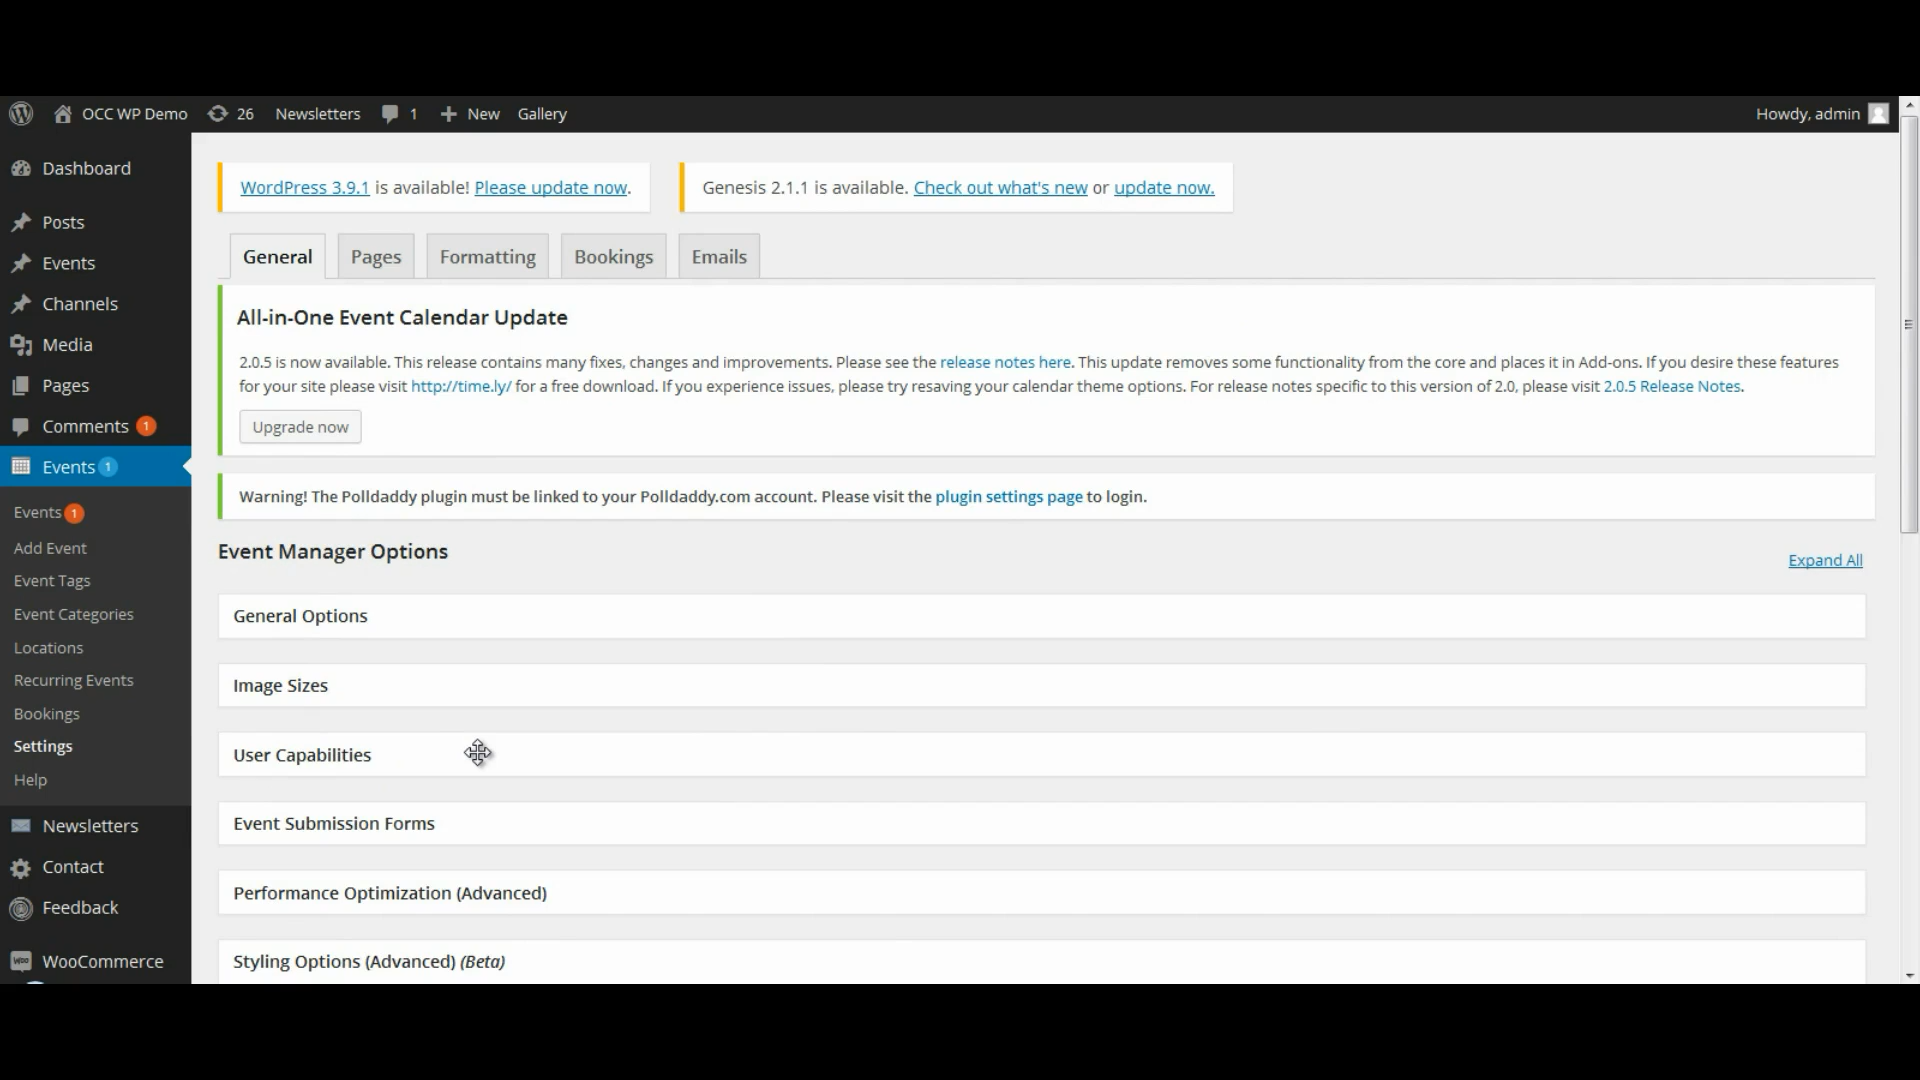 OCC WP Demo 26 Newsletters 1 New Gallery Howdy, admin
Dashboard
Posts
Events
Channels
Media
Pages
Comments 1
Events 1
Events 1
Add Event
Event Tags
Event Categories
Locations
Recurring Events
Bookings
Settings
Help
Newsletters
Contact
Feedback
WooCommerce
WordPress 3.9.1 is available! Please update now.
Genesis 2.1.1 is available. Check out what's new or update now.
General Pages Formatting Bookings Emails
All-in-One Event Calendar Update
2.0.5 is now available. This release contains many fixes, changes and improvements. Please see the release notes here. This update removes some functionality from the core and places it in Add-ons. If you desire these features
for your site please visit http://time.ly/ for a free download. If you experience issues, please try resaving your calendar theme options. For release notes specific to this version of 2.0, please visit 2.0.5 Release Notes.
Upgrade now
Warning! The Polldaddy plugin must be linked to your Polldaddy.com account. Please visit the plugin settings page to login.
Event Manager Options
Expand All
General Options
Image Sizes
User Capabilities
Event Submission Forms
Performance Optimization (Advanced)
Styling Options (Advanced) (Beta)